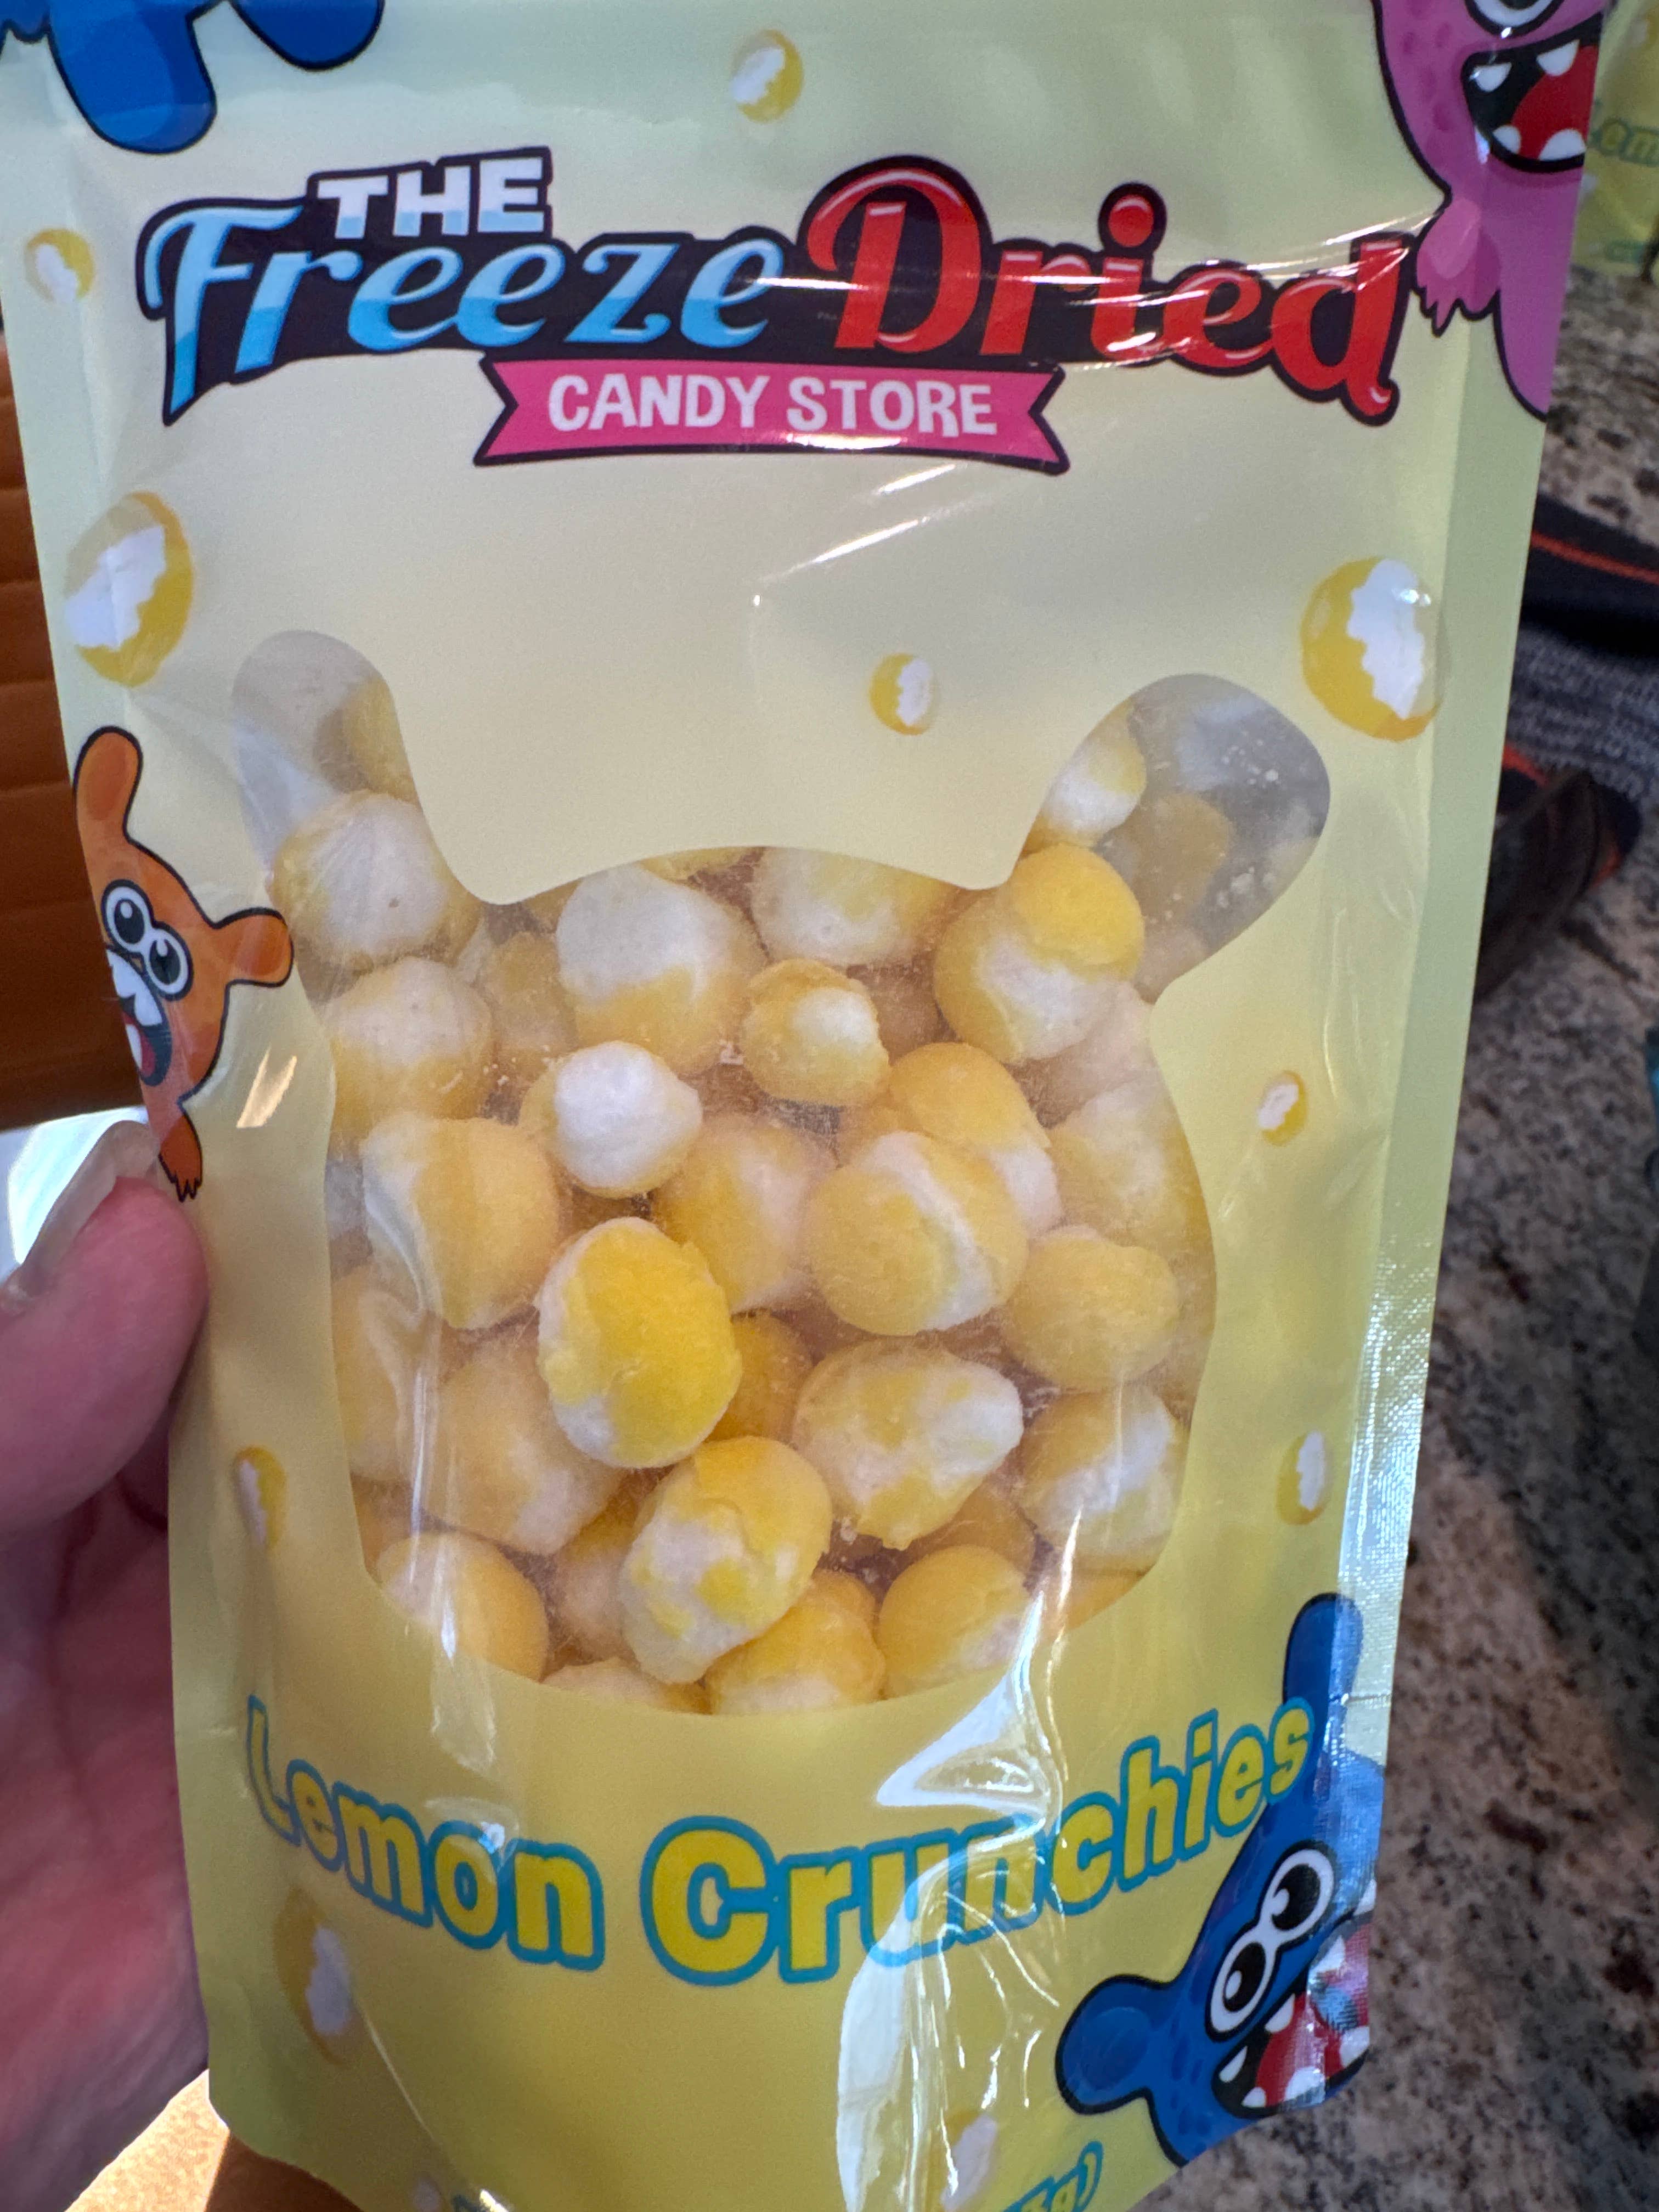 THE
Freeze Dried
CANDY STORE
Lemon Crunchies